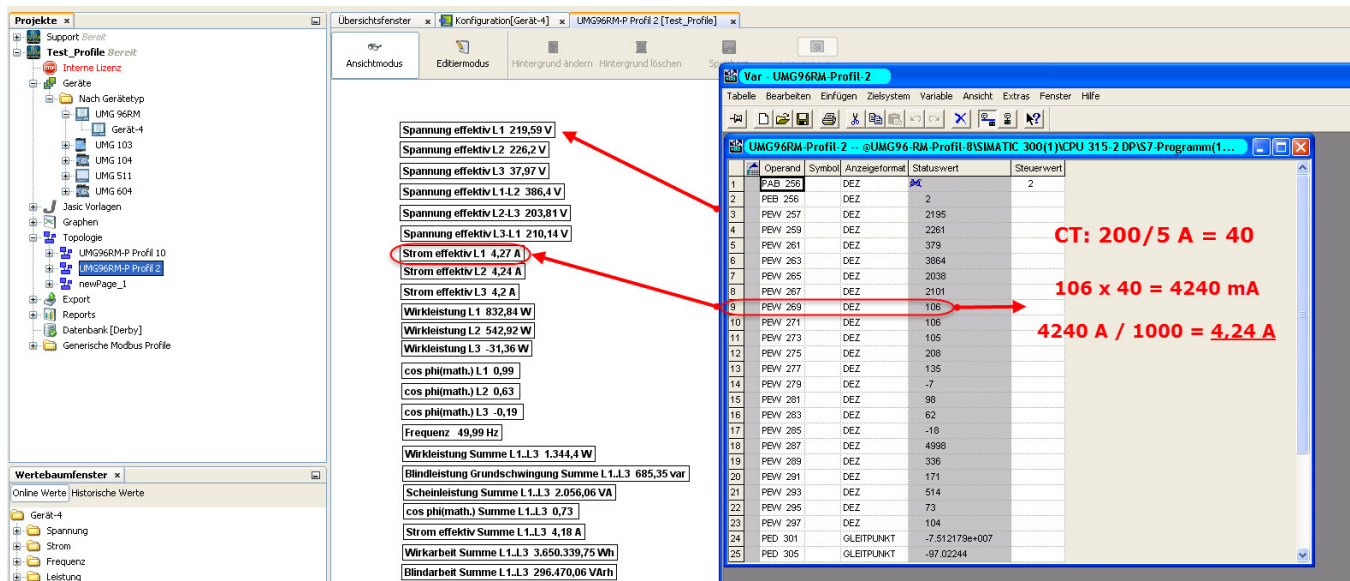 Projekte
Support Bereit
Test_Profile Bereit
Interne Lizenz
Geräte
Nach Gerätetyp
UMG 96RM
Gerät-4
UMG 103
UMG 104
UMG 511
UMG 604
Jasic Vorlagen
Graphen
Topologie
UMG96RM-P Profil 10
UMG96RM-P Profil 2
newPage_1
Export
Reports
Datenbank [Derby]
Generische Modbus Profile
Wertebaumfenster
Online Werte Historische Werte
Gerät-4
Spannung
Strom
Frequenz
Leistung
Übersichtsfenster Konfiguration[Gerät-4] UMG96RM-P Profil 2 [Test_Profile]
Ansichtmodus Editiermodus Hintergrund ändern Hintergrund löschen
Spannung effektiv L1 219,59 V
Spannung effektiv L2 226,2 V
Spannung effektiv L3 37,97 V
Spannung effektiv L1-L2 386,4 V
Spannung effektiv L2-L3 203,81 V
Spannung effektiv L3-L1 210,14 V
Strom effektiv L1 4,27 A
Strom effektiv L2 4,24 A
Strom effektiv L3 4,2 A
Wirkleistung L1 832,84 W
Wirkleistung L2 542,92 W
Wirkleistung L3 -31,36 W
cos phi(math.) L1 0,99
cos phi(math.) L2 0,63
cos phi(math.) L3 -0,19
Frequenz 49,99 Hz
Wirkleistung Summe L1..L3 1.344,4 W
Blindleistung Grundschwingung Summe L1..L3 685,35 var
Scheinleistung Summe L1..L3 2.056,06 VA
cos phi(math.) Summe L1..L3 0,73
Strom effektiv Summe L1..L3 4,18 A
Wirkarbeit Summe L1..L3 3.650.339,75 Wh
Blindarbeit Summe L1..L3 296.470,06 VArh
Var - UMG96RM-Profil-2
Tabelle Bearbeiten Einfügen Zielsystem Variable Ansicht Extras Fenster Hilfe
UMG96RM-Profil-2 -- @UMG96-RM-Profil-8\SIMATIC 300(1)\CPU 315-2 DP\S7-Programm(1...
Operand Symbol Anzeigeformat Statuswert Steuerwert
1 PAB 256 DEZ 2
2 PEB 256 DEZ 2
3 PEW 257 DEZ 2195
4 PEW 259 DEZ 2261
5 PEW 261 DEZ 379
6 PEW 263 DEZ 3864
7 PEW 265 DEZ 2038
8 PEW 267 DEZ 2101
9 PEW 269 DEZ 106
10 PEW 271 DEZ 106
11 PEW 273 DEZ 105
12 PEW 275 DEZ 208
13 PEW 277 DEZ 135
14 PEW 279 DEZ -7
15 PEW 281 DEZ 98
16 PEW 283 DEZ 62
17 PEW 285 DEZ -18
18 PEW 287 DEZ 4998
19 PEW 289 DEZ 336
20 PEW 291 DEZ 171
21 PEW 293 DEZ 514
22 PEW 295 DEZ 73
23 PEW 297 DEZ 104
24 PED 301 GLEITPUNKT -7.512179e+007
25 PED 305 GLEITPUNKT -97.02244
CT: 200/5 A = 40
106 x 40 = 4240 mA
4240 A / 1000 = 4,24 A